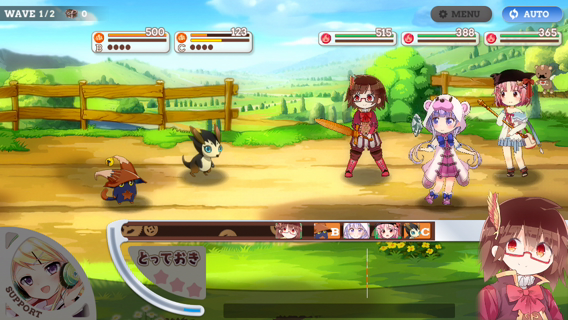 WAVE 1/2 0
MENU
AUTO
500
B
123
C
515
388
365
B
C
とっておき
SUPPORT